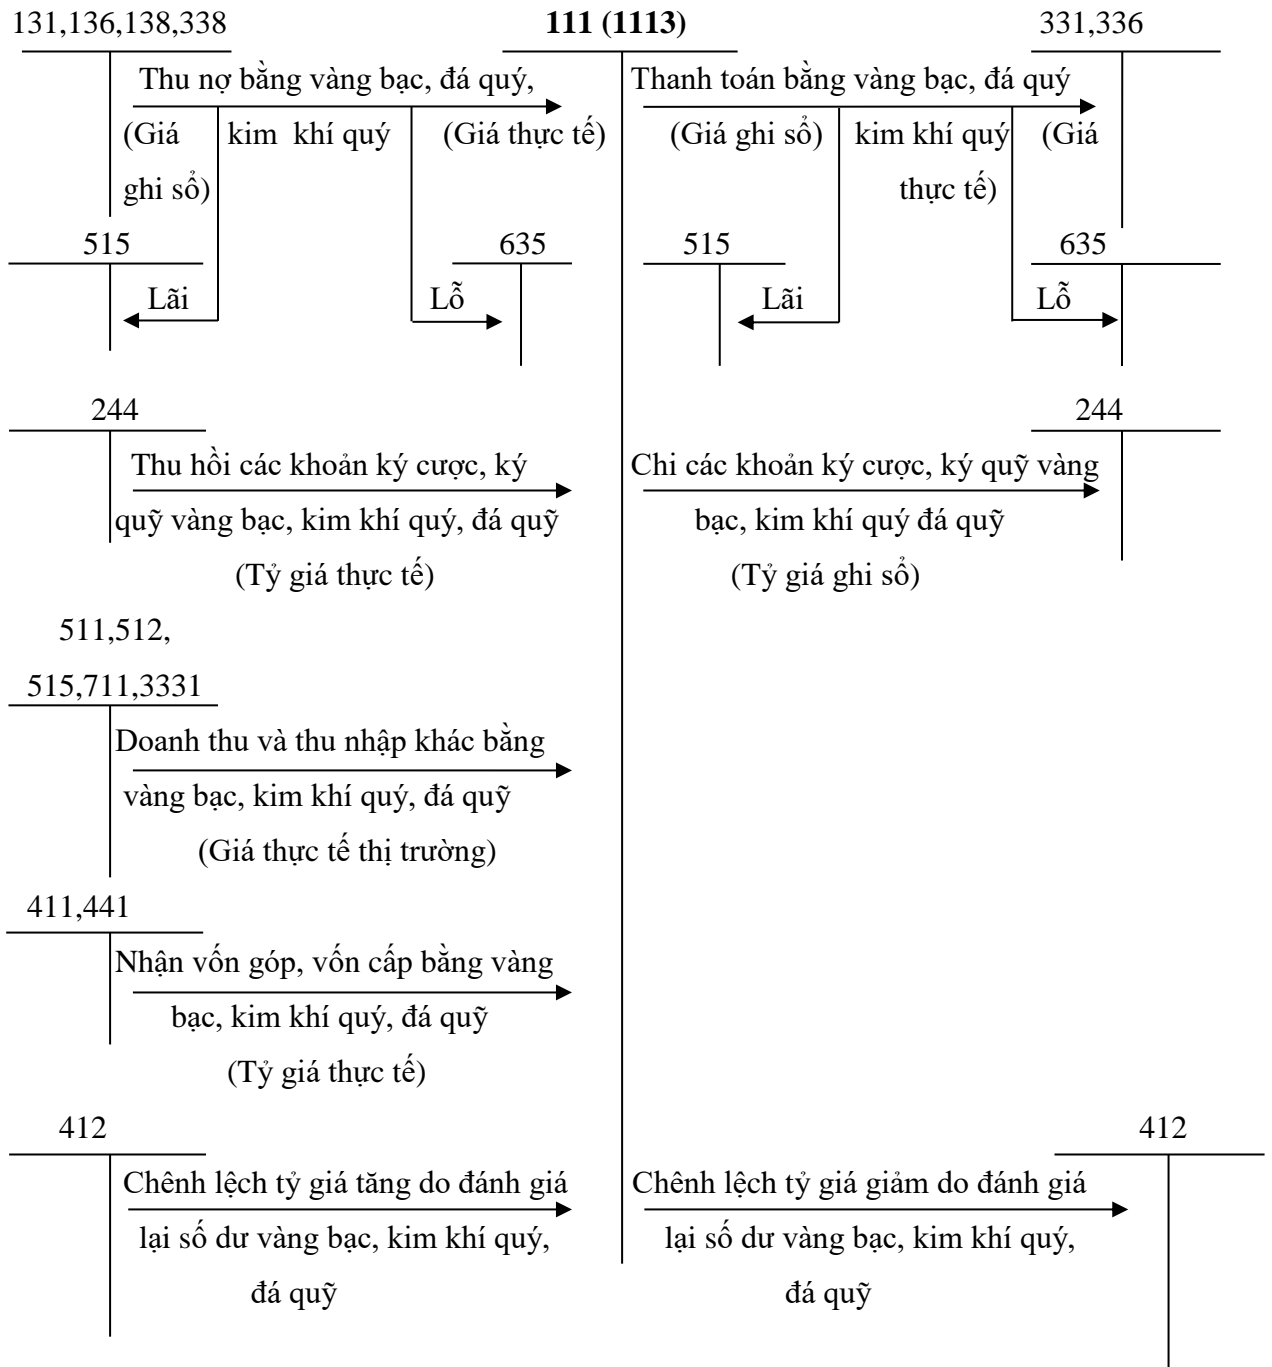 131,136,138,338
111 (1113)
331,336
Thu nợ bằng vàng bạc, đá quý,
Thanh toán bằng vàng bạc, đá quý
(Giá
kim khí quý
(Giá thực tế)
(Giá ghi sổ)
kim khí quý
(Giá
ghi sổ)
thực tế)
515
635
515
635
Lãi
Lỗ
Lãi
Lỗ
244
244
Thu hồi các khoản ký cược, ký
Chi các khoản ký cược, ký quỹ vàng
quỹ vàng bạc, kim khí quý, đá quỹ
bạc, kim khí quý đá quỹ
(Tỷ giá thực tế)
(Tỷ giá ghi sổ)
511,512,
515,711,3331
Doanh thu và thu nhập khác bằng
vàng bạc, kim khí quý, đá quỹ
(Giá thực tế thị trường)
411,441
Nhận vốn góp, vốn cấp bằng vàng
bạc, kim khí quý, đá quỹ
(Tỷ giá thực tế)
412
412
Chênh lệch tỷ giá tăng do đánh giá
Chênh lệch tỷ giá giảm do đánh giá
lại số dư vàng bạc, kim khí quý,
lại số dư vàng bạc, kim khí quý,
đá quỹ
đá quỹ